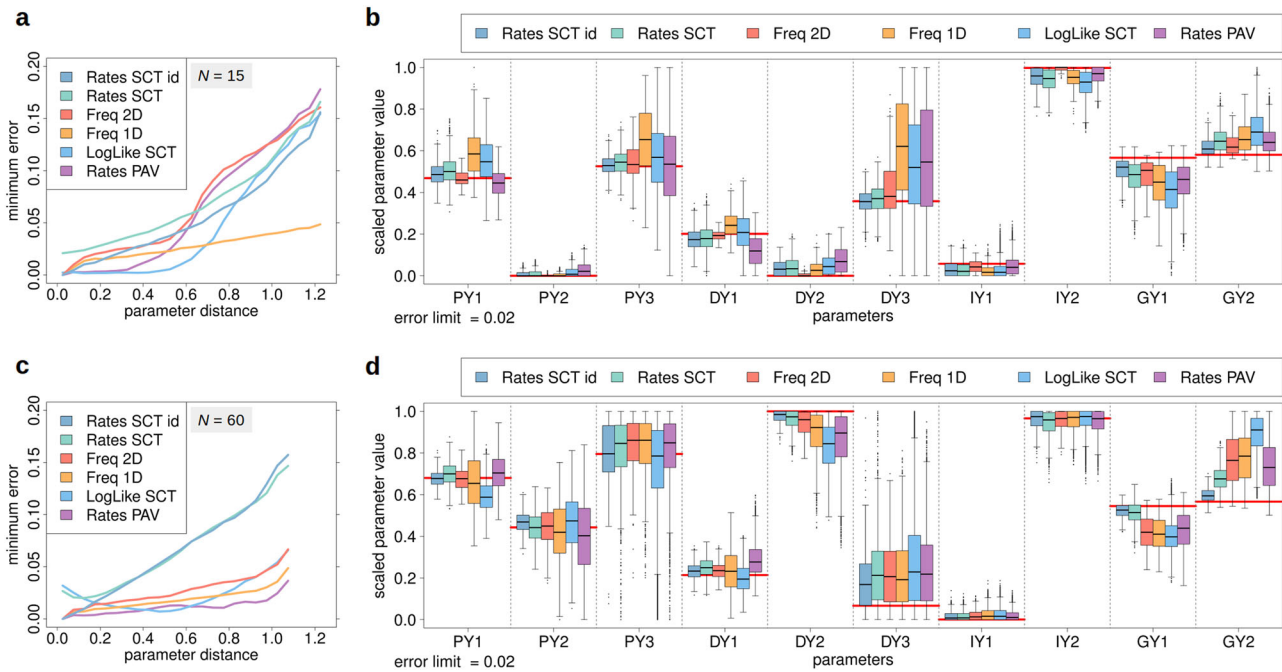 a
minimum error
0.00 0.05 0.10 0.15 0.20
Rates SCT id
Rates SCT
Freq 2D
Freq 1D
LogLike SCT
Rates PAV
N = 15
0.0 0.2 0.4 0.6 0.8 1.0 1.2
parameter distance
b
Rates SCT id Rates SCT Freq 2D Freq 1D LogLike SCT Rates PAV
scaled parameter value
1.0
0.8
0.6
0.4
0.2
0.0
PY1 PY2 PY3 DY1 DY2 DY3 IY1 IY2 GY1 GY2
error limit = 0.02
parameters
c
minimum error
0.00 0.05 0.10 0.15 0.20
Rates SCT id
Rates SCT
Freq 2D
Freq 1D
LogLike SCT
Rates PAV
N = 60
0.0 0.2 0.4 0.6 0.8 1.0 1.2
parameter distance
d
Rates SCT id Rates SCT Freq 2D Freq 1D LogLike SCT Rates PAV
scaled parameter value
1.0
0.8
0.6
0.4
0.2
0.0
PY1 PY2 PY3 DY1 DY2 DY3 IY1 IY2 GY1 GY2
error limit = 0.02
parameters